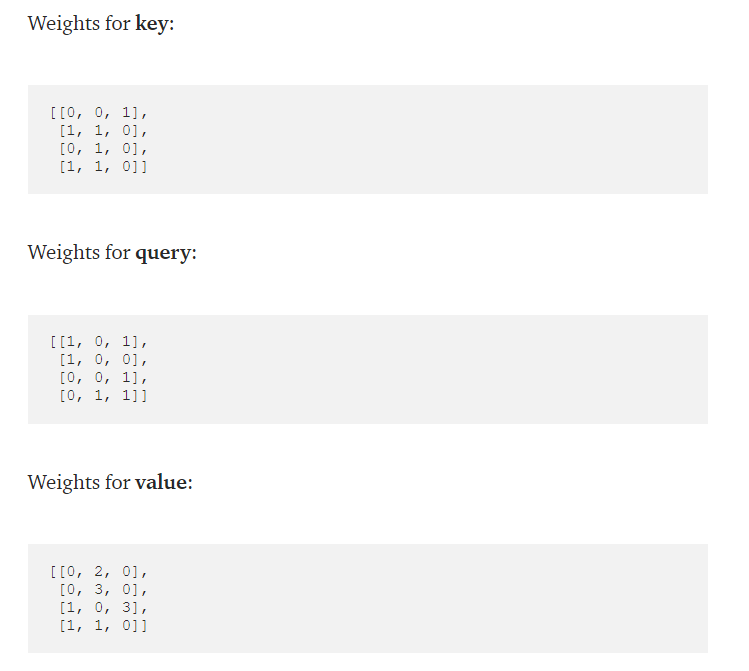 Weights for key:
[[0, 0, 1],
[1, 1, 0],
[0, 1, 0],
[1, 1, 0]]
Weights for query:
[[1, 0, 1],
[1, 0, 0],
[0, 0, 1],
[0, 1, 1]]
Weights for value:
[[0, 2, 0],
[0, 3, 0],
[1, 0, 3],
[1, 1, 0]]